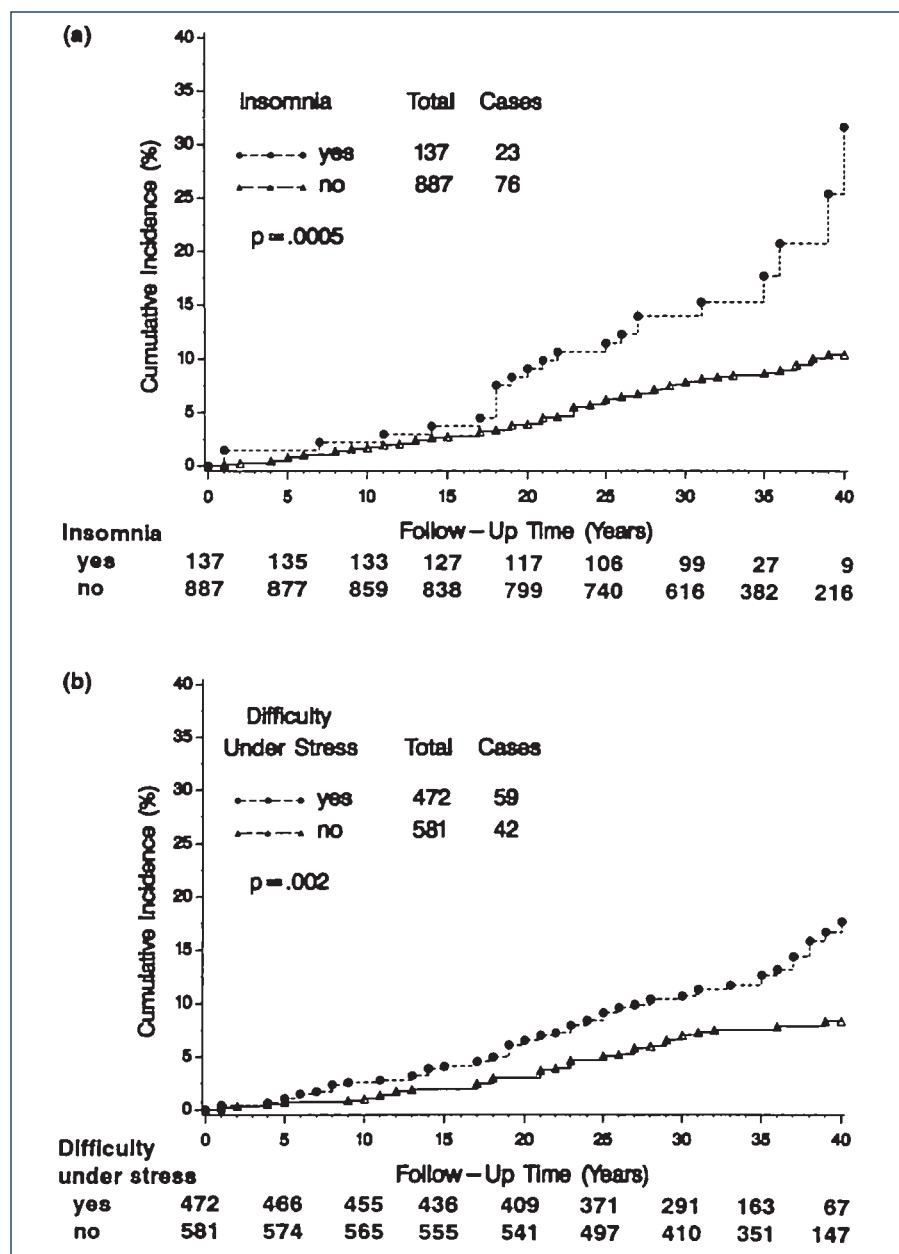 (a)
40
35
30
25
20
15
10
5
0
Cumulative Incidence (%)
Insomnia Total Cases
yes 137 23
no 887 76
p=.0005
0 5 10 15 20 25 30 35 40
Follow-Up Time (Years)
Insomnia
yes 137 135 133 127 117 106 99 27 9
no 887 877 859 838 799 740 616 382 216
(b)
40
35
30
25
20
15
10
5
0
Cumulative Incidence (%)
Difficulty
Under Stress Total Cases
yes 472 59
no 581 42
p=.002
0 5 10 15 20 25 30 35 40
Follow-Up Time (Years)
Difficulty
under stress
yes 472 466 455 436 409 371 291 163 67
no 581 574 565 555 541 497 410 351 147